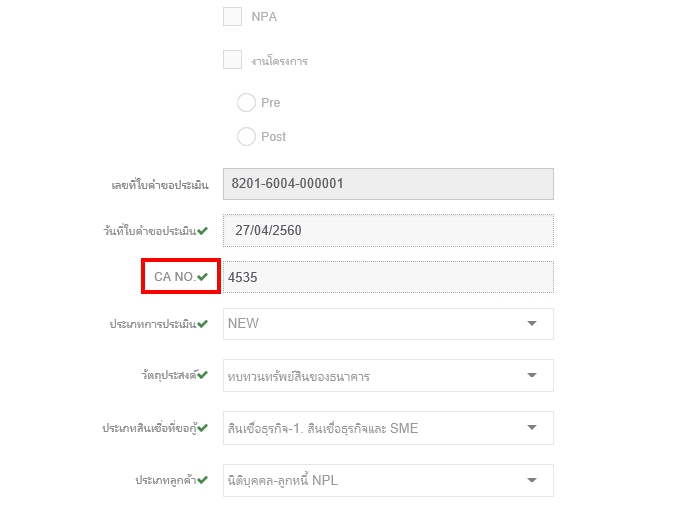 NPA
งานโครงการ
Pre
Post
เลขที่ใบคำขอประเมิน 8201-6004-000001
วันที่ใบคำขอประเมิน 27/04/2560
CA NO. 4535
ประเภทการประเมิน NEW
วัตถุประสงค์ ทบทวนทรัพย์สินของธนาคาร
ประเภทสินเชื่อที่ขอกู้ สินเชื่อธุรกิจ-1. สินเชื่อธุรกิจและ SME
ประเภทลูกค้า นิติบุคคล-ลูกหนี้ NPL